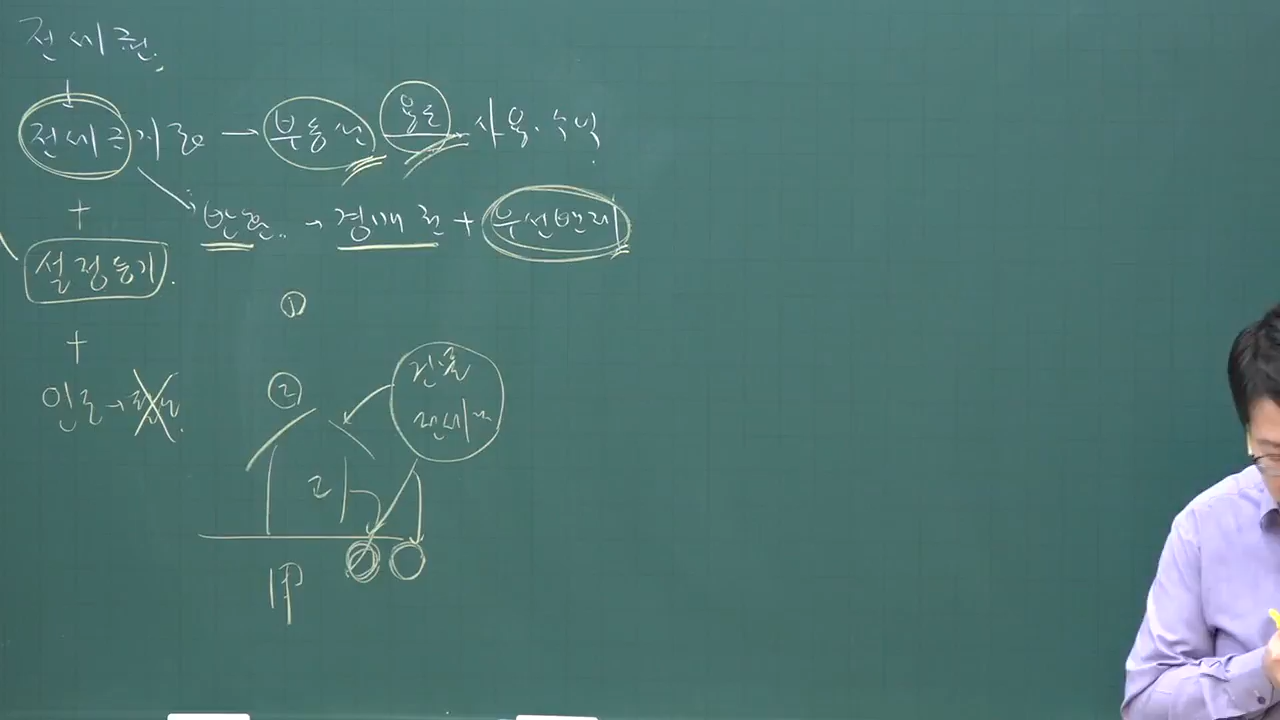 전세권.
전세금 지급 → 부동산 용도 사용·수익
+ 반환.. → 경매권 + 우선변제
설정등기.
①
+
인도 →
②
건물
전세권
乙
甲